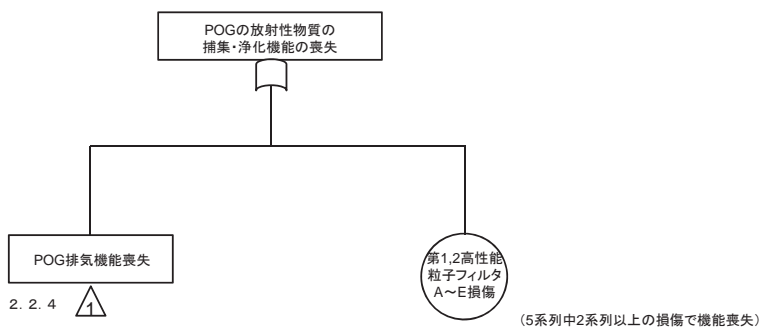 POGの放射性物質の
捕集・浄化機能の喪失
POG排気機能喪失
2. 2. 4
1
第1,2高性能
粒子フィルタ
A～E損傷
(5系列中2系列以上の損傷で機能喪失)